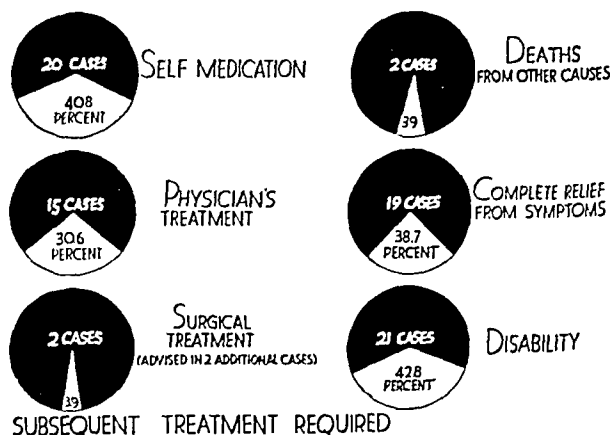 20 CASES
408
PERCENT
SELF MEDICATION
15 CASES
30.6
PERCENT
PHYSICIAN'S
TREATMENT
2 CASES
39
SURGICAL
TREATMENT
(ADVISED IN 2 ADDITIONAL CASES)
2 CASES
39
DEATHS
FROM OTHER CAUSES
19 CASES
38.7
PERCENT
COMPLETE RELIEF
FROM SYMPTOMS
21 CASES
428
PERCENT
DISABILITY
SUBSEQUENT TREATMENT REQUIRED